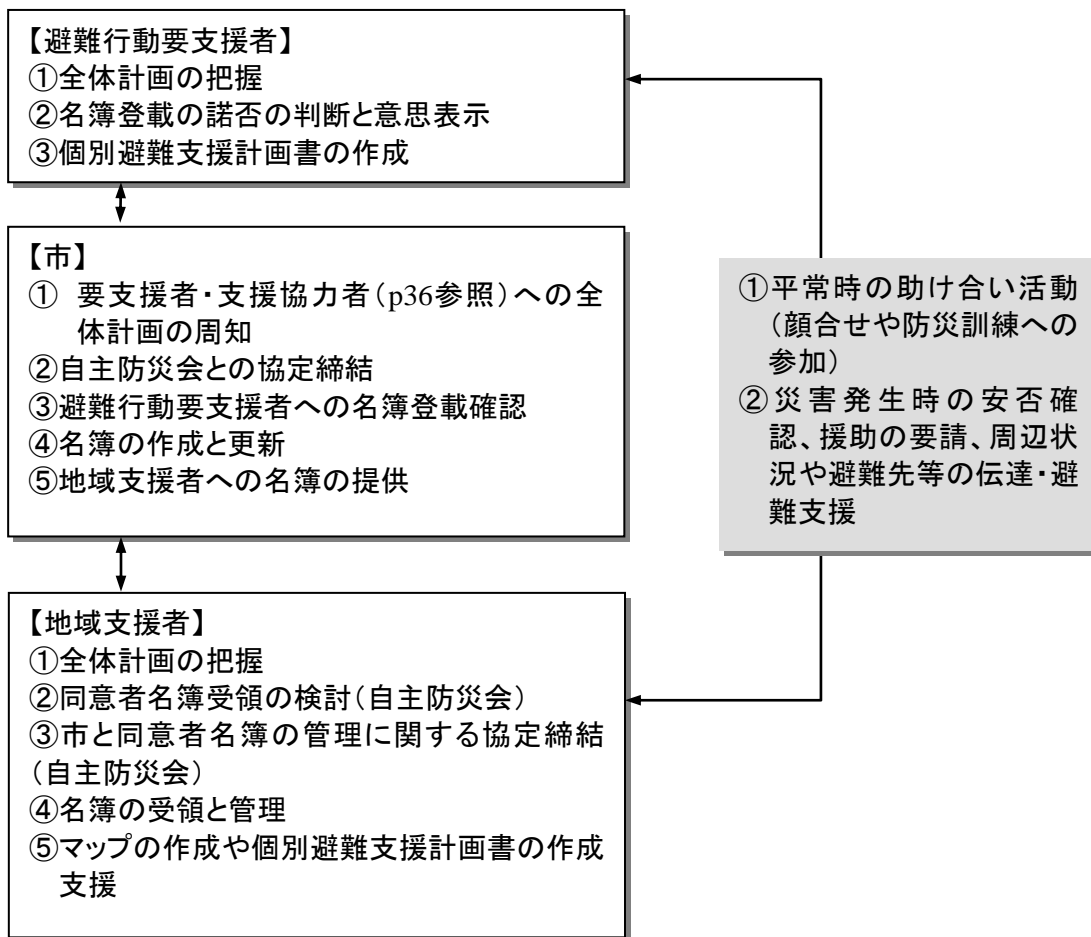 【避難行動要支援者】
①全体計画の把握
②名簿登載の諾否の判断と意思表示
③個別避難支援計画書の作成
【市】
① 要支援者・支援協力者（p36参照）への全
体計画の周知
②自主防災会との協定締結
③避難行動要支援者への名簿登載確認
④名簿の作成と更新
⑤地域支援者への名簿の提供
①平常時の助け合い活動
（顔合せや防災訓練への
参加）
②災害発生時の安否確
認、援助の要請、周辺状
況や避難先等の伝達・避
難支援
【地域支援者】
①全体計画の把握
②同意者名簿受領の検討（自主防災会）
③市と同意者名簿の管理に関する協定締結
（自主防災会）
④名簿の受領と管理
⑤マップの作成や個別避難支援計画書の作成
支援